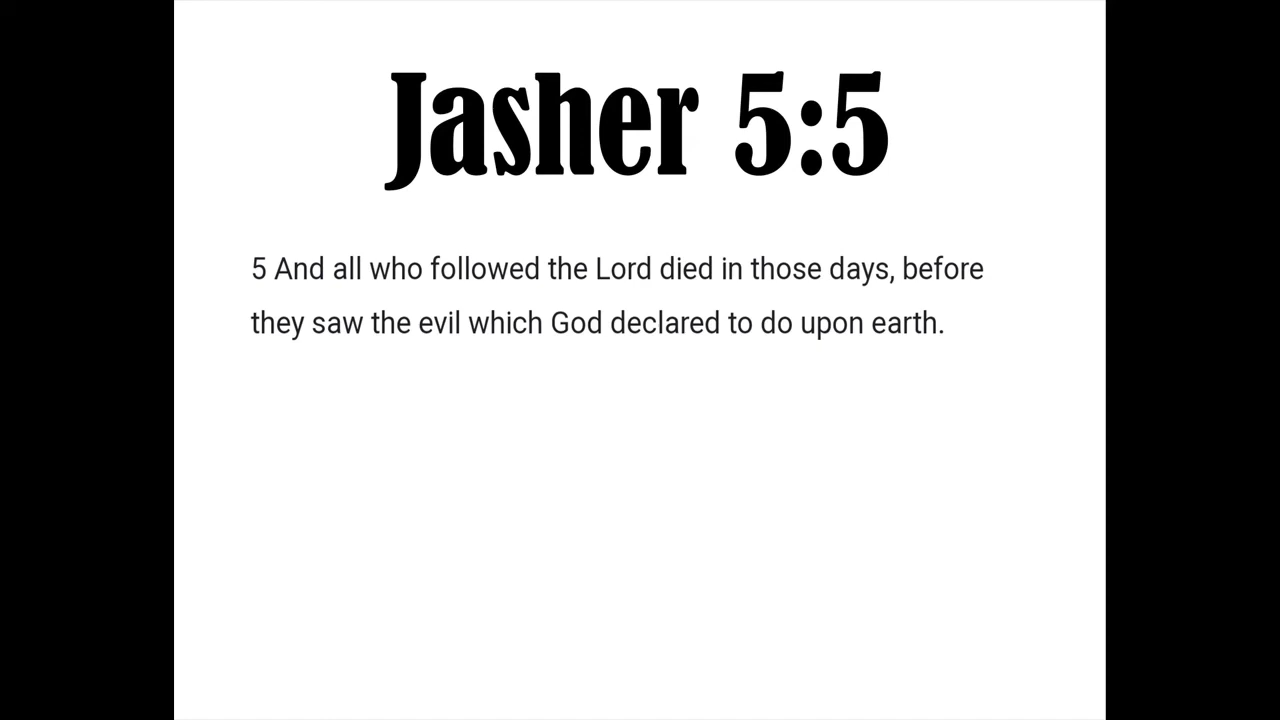 Jasher 5:5
5 And all who followed the Lord died in those days, before
they saw the evil which God declared to do upon earth.